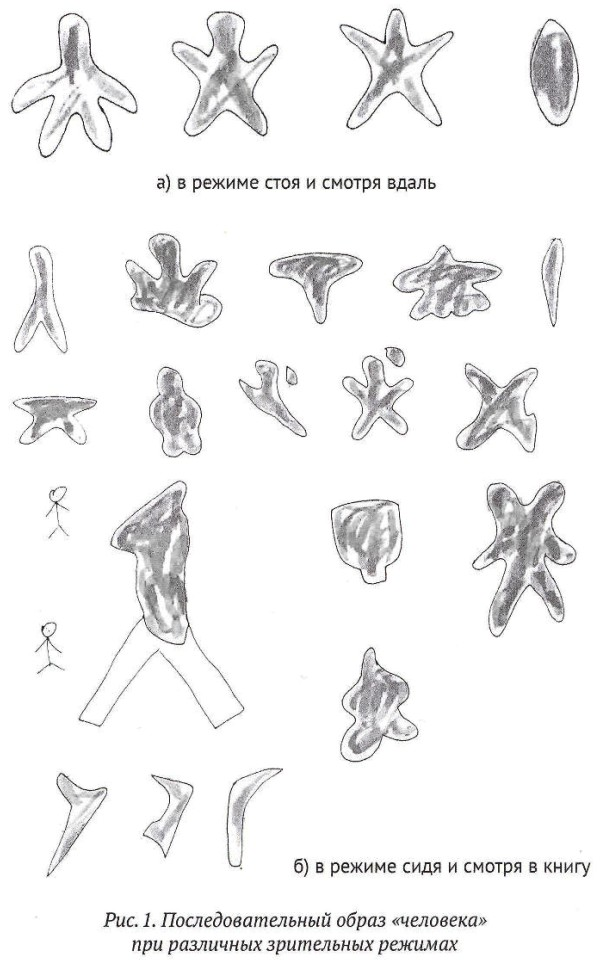 а) в режиме стоя и смотря вдаль
б) в режиме сидя и смотря в книгу
Рис. 1. Последовательный образ «человека»
при различных зрительных режимах